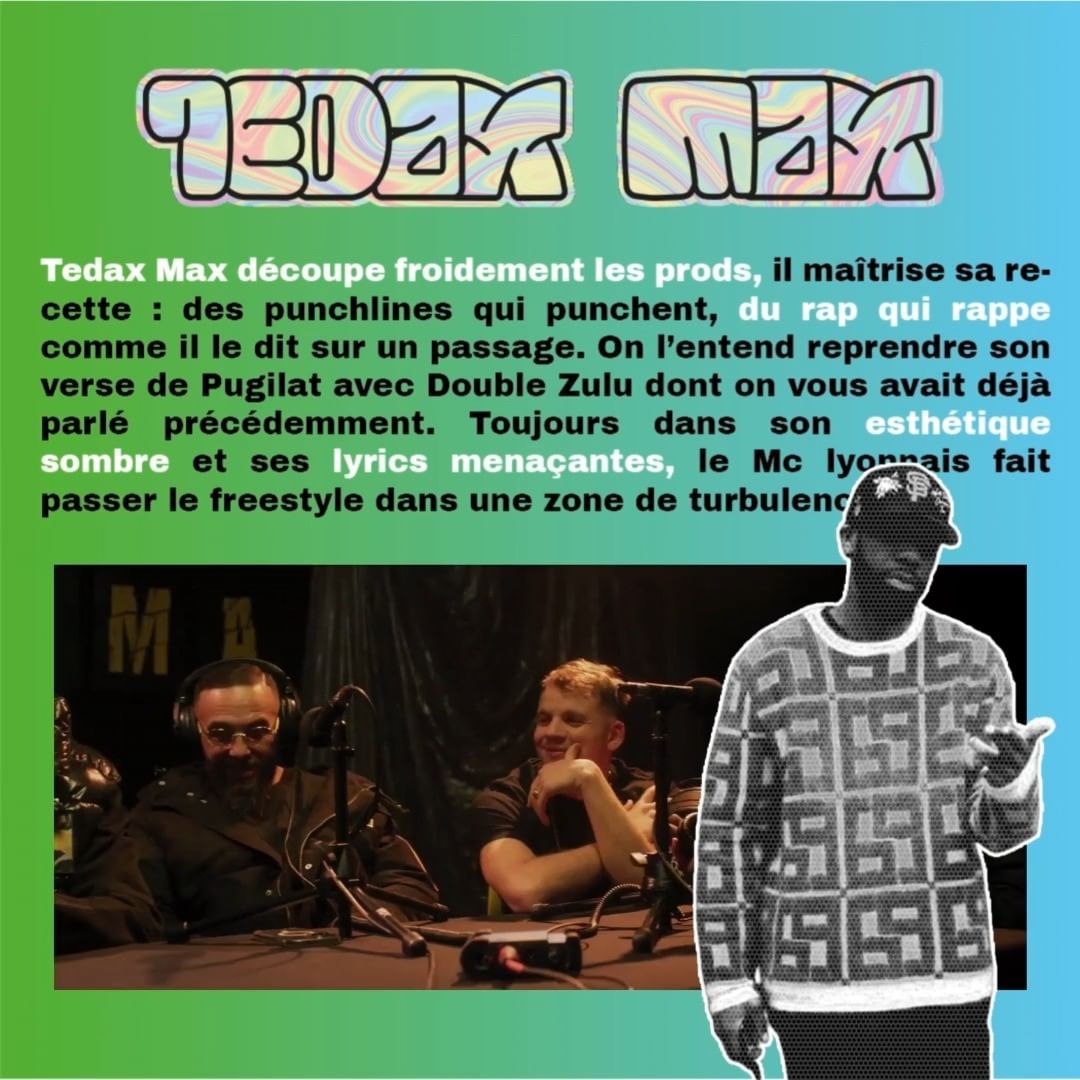 TEDAX MAX
Tedax Max découpe froidement les prods, il maîtrise sa re-
cette : des punchlines qui punchent, du rap qui rappe
comme il le dit sur un passage. On l’entend reprendre son
verse de Pugilat avec Double Zulu dont on vous avait déjà
parlé précédemment. Toujours dans son esthétique
sombre et ses lyrics menaçantes, le Mc lyonnais fait
passer le freestyle dans une zone de
M A